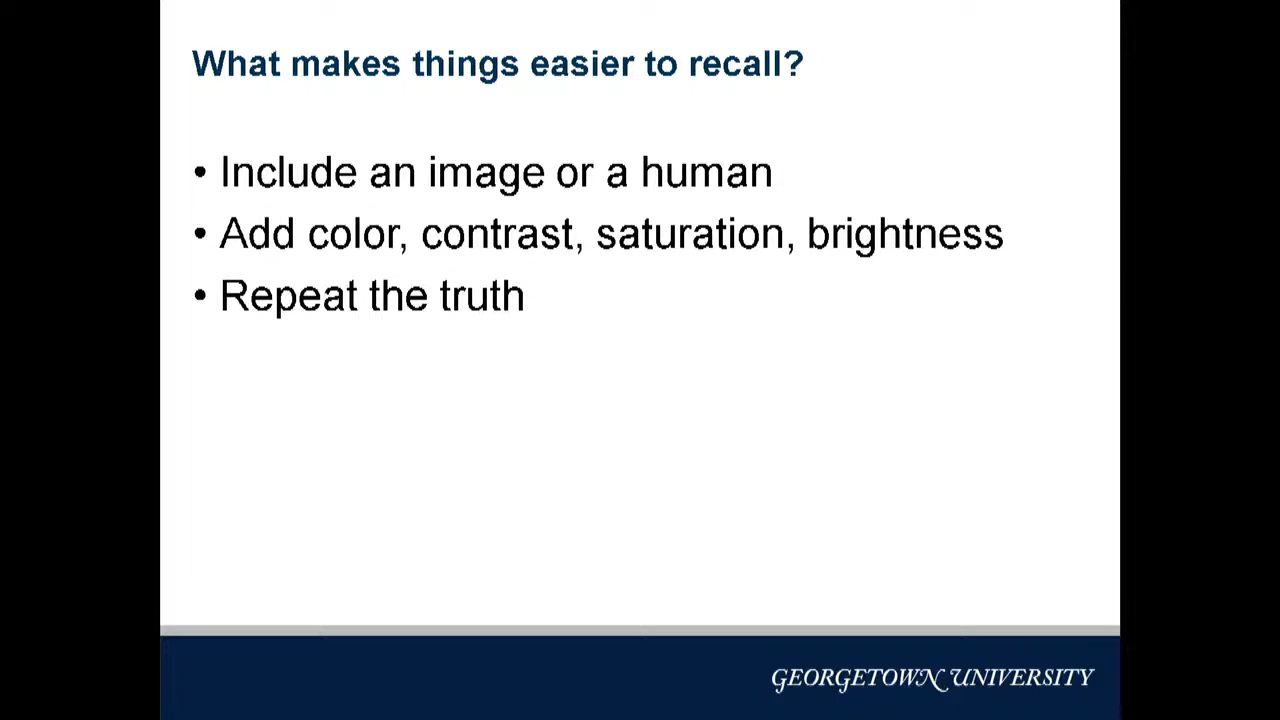 What makes things easier to recall?
• Include an image or a human
• Add color, contrast, saturation, brightness
• Repeat the truth
GEORGETOWN UNIVERSITY